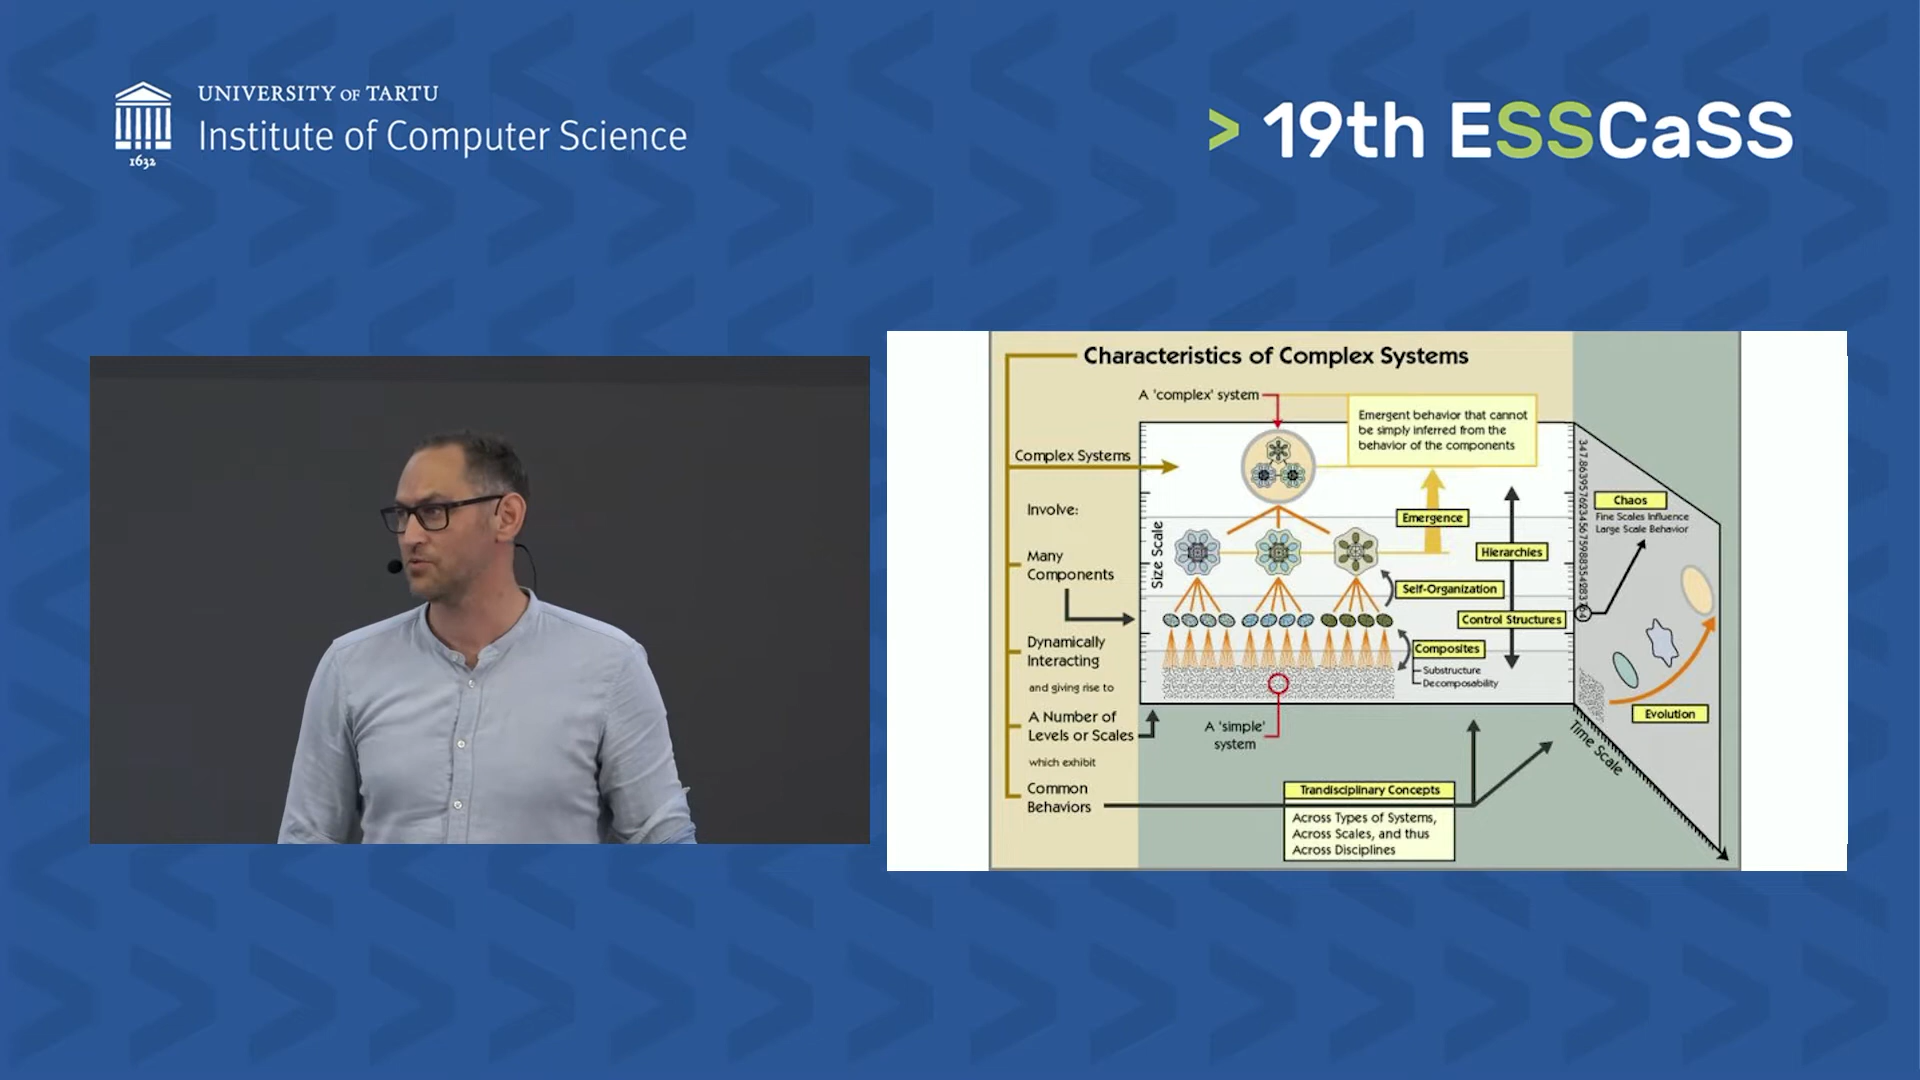 UNIVERSITY OF TARTU
Institute of Computer Science
1632
> 19th ESSCaSS
Characteristics of Complex Systems
A 'complex' system
Emergent behavior that cannot
be simply inferred from the
behavior of the components
Complex Systems
Involve:
Many
Components
Dynamically
Interacting
and giving rise to
A Number of
Levels or Scales
which exhibit
Common
Behaviors
Size Scale
Emergence
Hierarchies
Self-Organization
Control Structures
Composites
Substructure
Decomposability
A 'simple'
system
Chaos
Fine Scales Influence
Large Scale Behavior
Evolution
Time Scale
Trandisciplinary Concepts
Across Types of Systems,
Across Scales, and thus
Across Disciplines